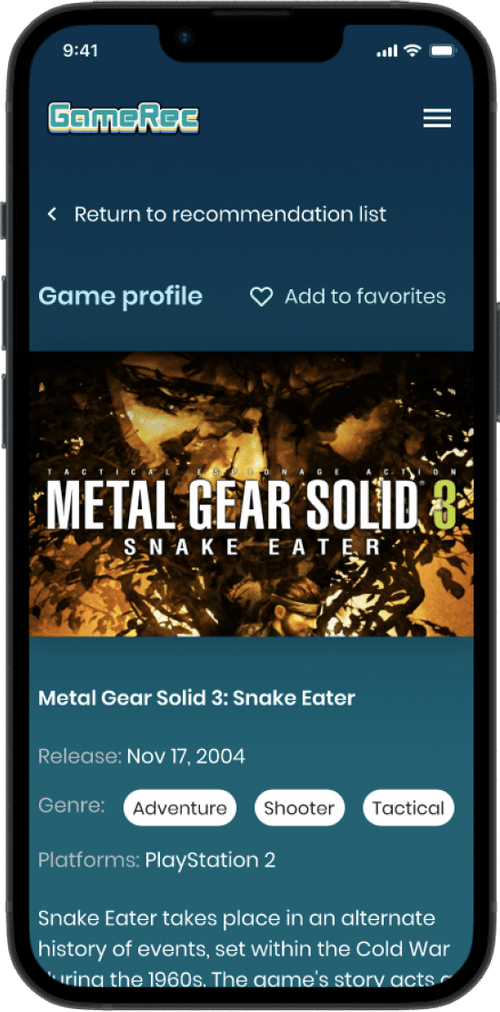 9:41
GameRec
Return to recommendation list
Game profile
Add to favorites
TACTICAL ESPIONAGE ACTION
METAL GEAR SOLID 3
SNAKE EATER
Metal Gear Solid 3: Snake Eater
Release: Nov 17, 2004
Genre: Adventure Shooter Tactical
Platforms: PlayStation 2
Snake Eater takes place in an alternate
history of events, set within the Cold War
during the 1960s. The game's story acts